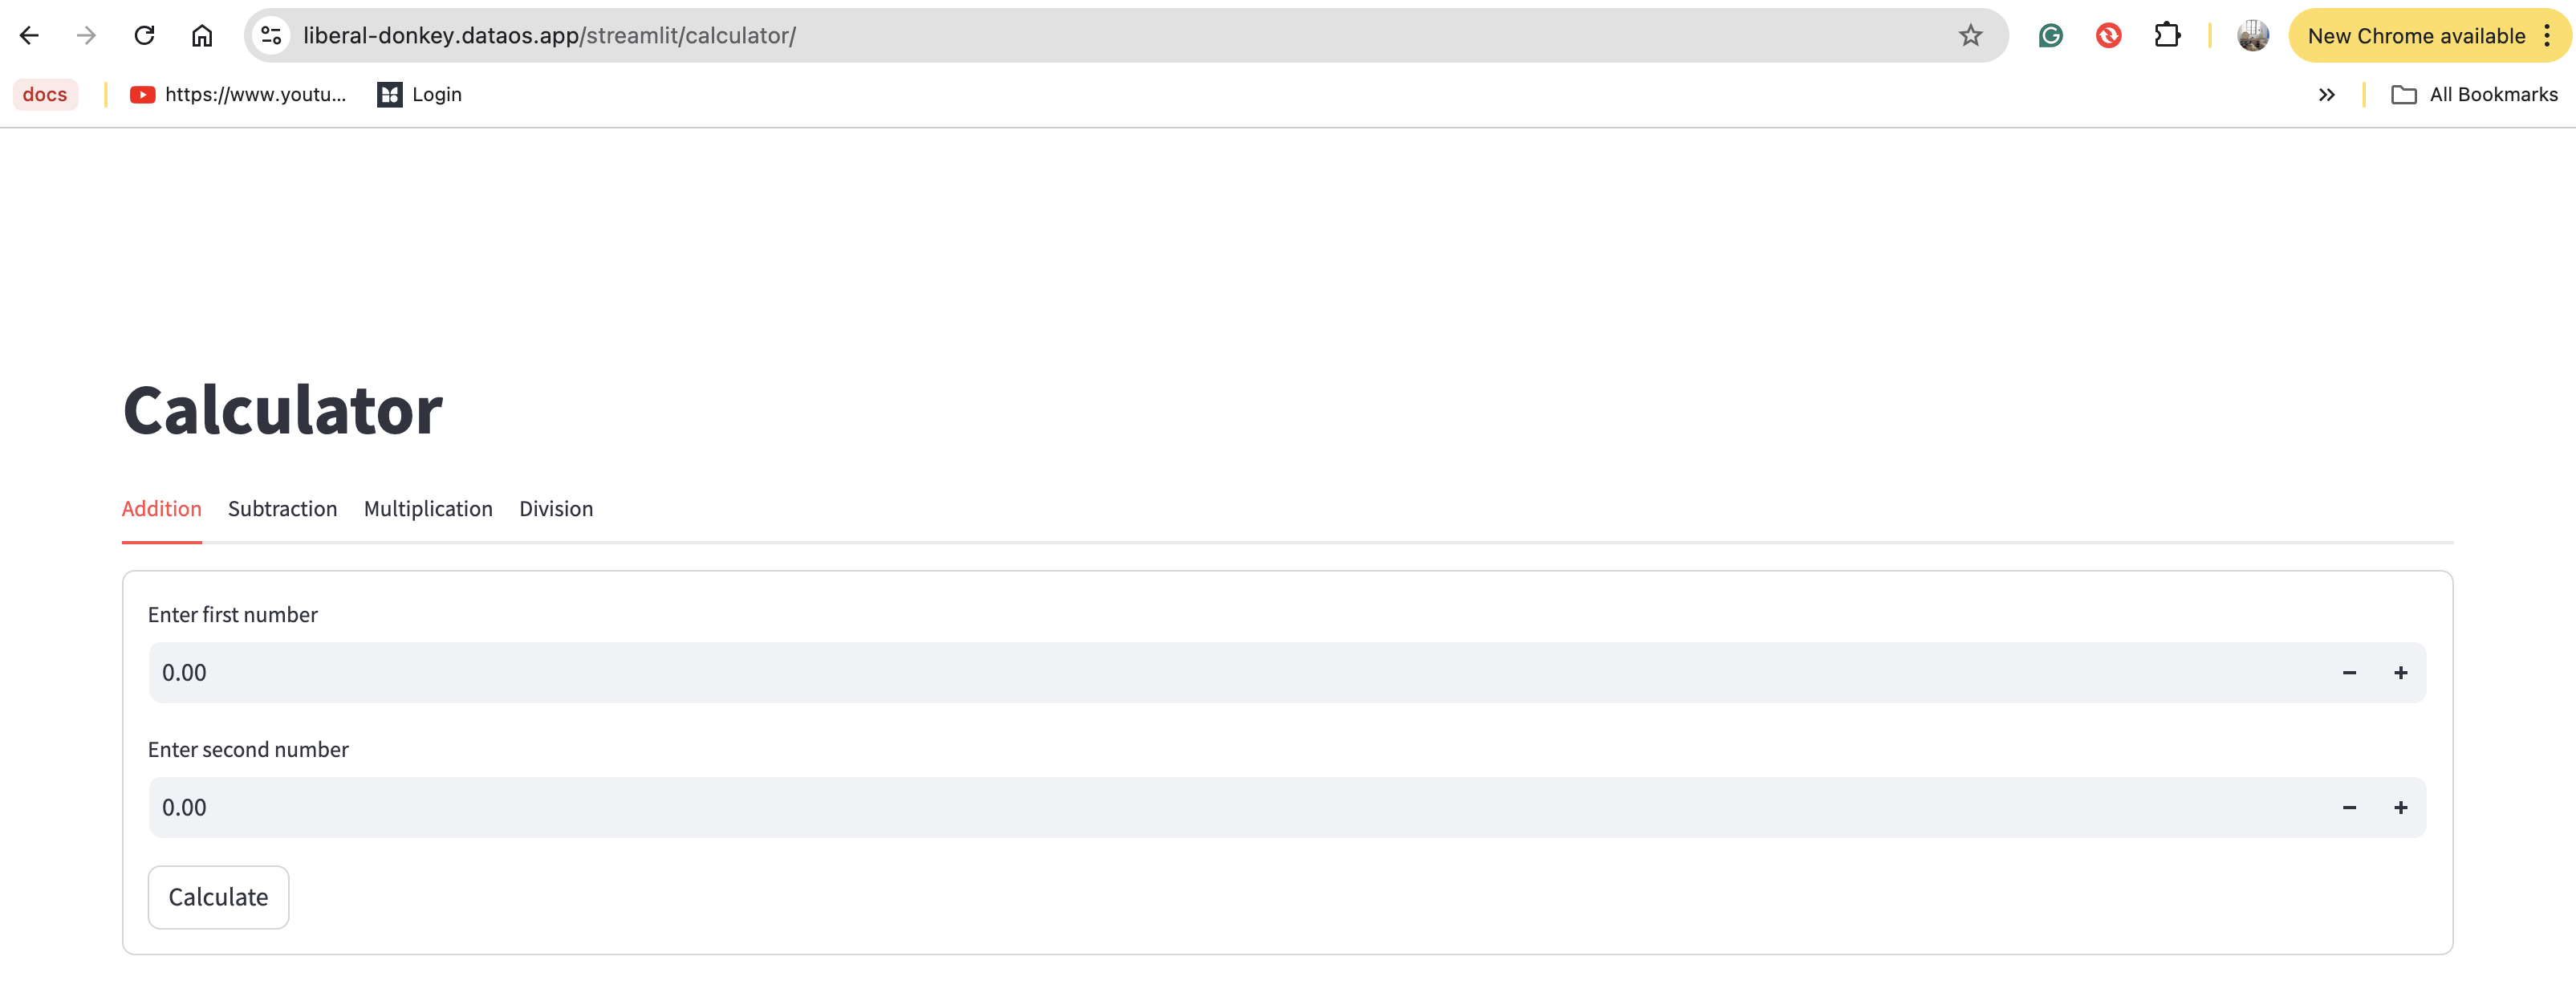 liberal-donkey.dataos.app/streamlit/calculator/
New Chrome available
docs
https://www.youtu...
Login
All Bookmarks
Calculator
Addition Subtraction Multiplication Division
Enter first number
0.00
Enter second number
0.00
Calculate